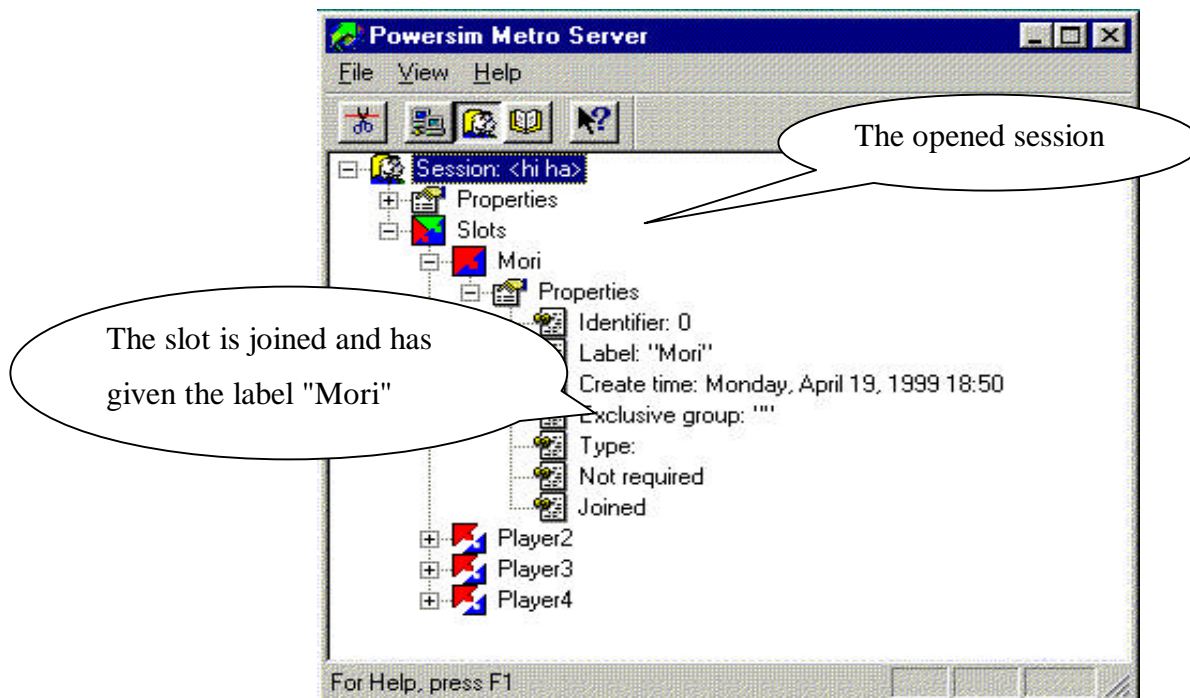 Powersim Metro Server
File View Help
The opened session
Session: <hi ha>
Properties
Slots
Mori
Properties
Identifier: 0
The slot is joined and has
given the label "Mori"
Label: "Mori"
Create time: Monday, April 19, 1999 18:50
Exclusive group: ""
Type:
Not required
Joined
Player2
Player3
Player4
For Help, press F1